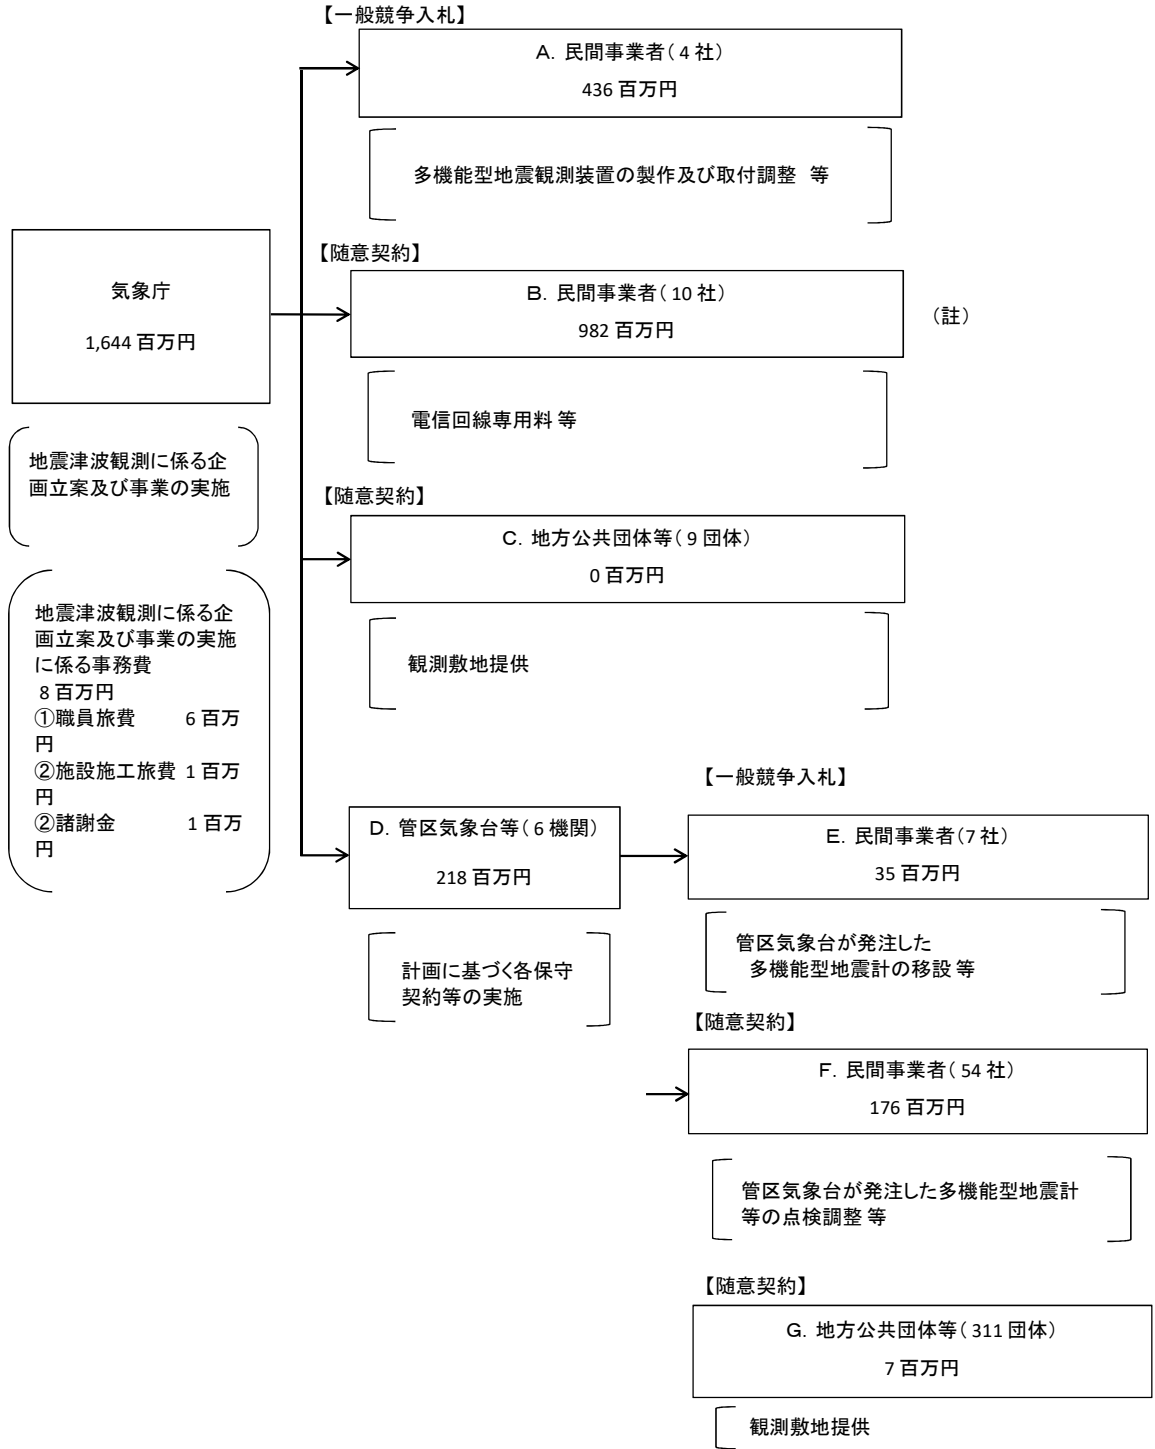 【一般競争入札】
A．民間事業者（4 社）
436 百万円
多機能型地震観測装置の製作及び取付調整 等
気象庁
1,644 百万円
地震津波観測に係る企
画立案及び事業の実施
地震津波観測に係る企
画立案及び事業の実施
に係る事務費
8 百万円
①職員旅費 6 百万
円
②施設施工旅費 1 百万
円
②諸謝金 1 百万
円
【随意契約】
B．民間事業者（10 社）
982 百万円
（註）
電信回線専用料 等
【随意契約】
C．地方公共団体等（9 団体）
0 百万円
観測敷地提供
D．管区気象台等（6 機関）
218 百万円
計画に基づく各保守
契約等の実施
【一般競争入札】
E．民間事業者（7 社）
35 百万円
管区気象台が発注した
多機能型地震計の移設 等
【随意契約】
F．民間事業者（54 社）
176 百万円
管区気象台が発注した多機能型地震計
等の点検調整 等
【随意契約】
G．地方公共団体等（311 団体）
7 百万円
観測敷地提供